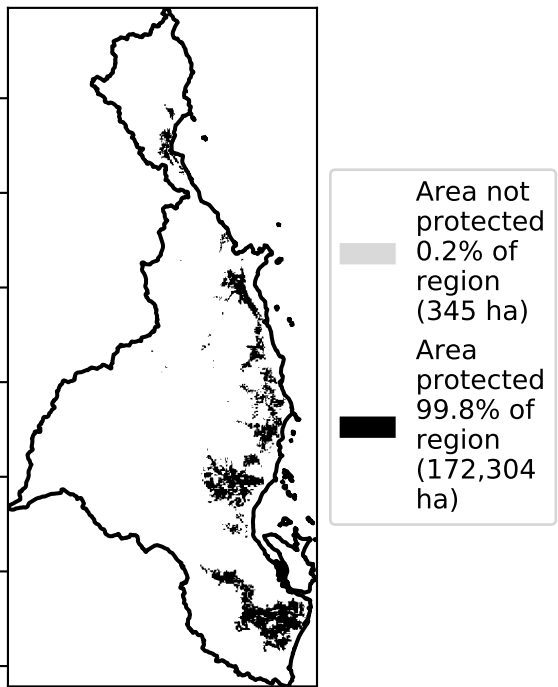 Area not
protected
0.2% of
region
(345 ha)
Area
protected
99.8% of
region
(172,304
ha)